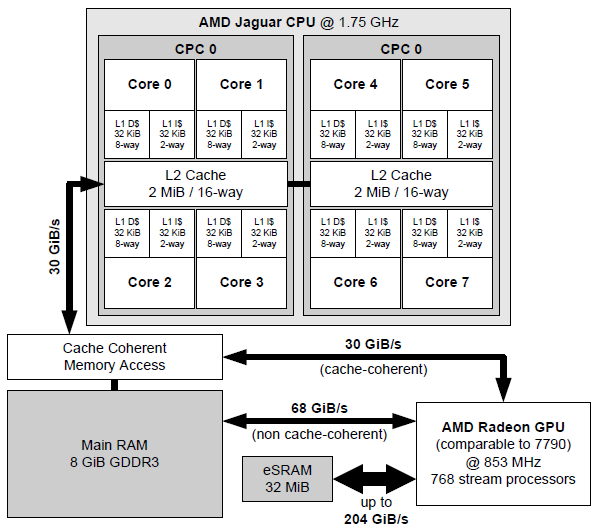 AMD Jaguar CPU @ 1.75 GHz
CPC 0
CPC 0
Core 0
Core 1
Core 4
Core 5
L1 D$
32 KiB
8-way
L1 I$
32 KiB
2-way
L1 D$
32 KiB
8-way
L1 I$
32 KiB
2-way
L1 D$
32 KiB
8-way
L1 I$
32 KiB
2-way
L1 D$
32 KiB
8-way
L1 I$
32 KiB
2-way
L2 Cache
2 MiB / 16-way
L2 Cache
2 MiB / 16-way
L1 D$
32 KiB
8-way
L1 I$
32 KiB
2-way
L1 D$
32 KiB
8-way
L1 I$
32 KiB
2-way
L1 D$
32 KiB
8-way
L1 I$
32 KiB
2-way
L1 D$
32 KiB
8-way
L1 I$
32 KiB
2-way
Core 2
Core 3
Core 6
Core 7
30 GiB/s
Cache Coherent
Memory Access
30 GiB/s
(cache-coherent)
68 GiB/s
(non cache-coherent)
Main RAM
8 GiB GDDR3
AMD Radeon GPU
(comparable to 7790)
@ 853 MHz
768 stream processors
eSRAM
32 MiB
up to
204 GiB/s